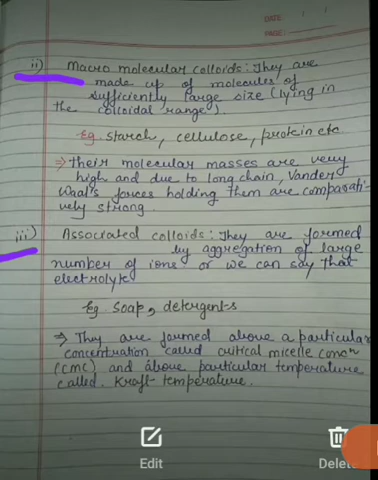 DATE / /
PAGE:
ii) Macro molecular colloids: They are
made up of molecules of
sufficiently large size (lying in
the colloidal range).
Eg. starch, cellulose, protein etc
⇒ Their molecular masses are very
high and due to long chain, Vander
Waal's forces holding them are comparati-
vely strong.
iii) Associated colloids: They are formed
by aggregation of large
number of ions or we can say that
electrolyte
Eg. soap, detergents
⇒ They are formed above a particular
concentration called critical micelle concn
(CMC) and above particular temperature
called. Kraft temperature.
Edit
Delete